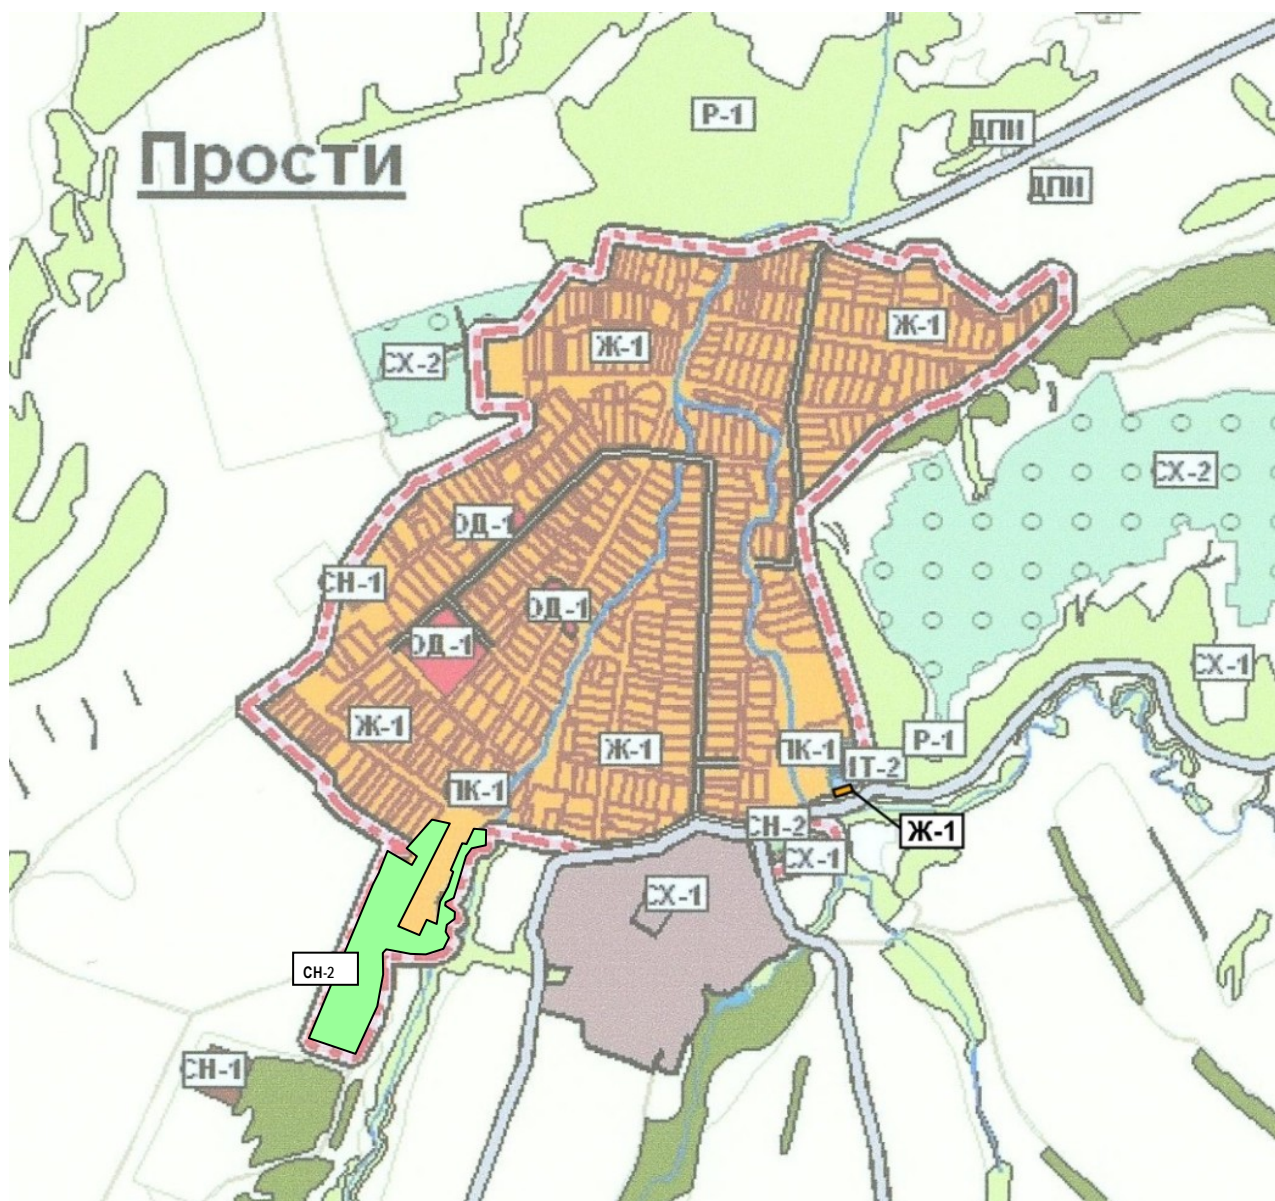 Р-1
ДПИ
Прости
ДПИ
Ж-1
Ж-1
СХ-2
СХ-2
ОД-1
СН-1
ОД-1
ОД-1
СХ-1
Ж-1
Ж-1
ПК-1
Р-1
ИТ-2
ПК-1
СН-2
Ж-1
СХ-1
СХ-1
СН-2
СН-1